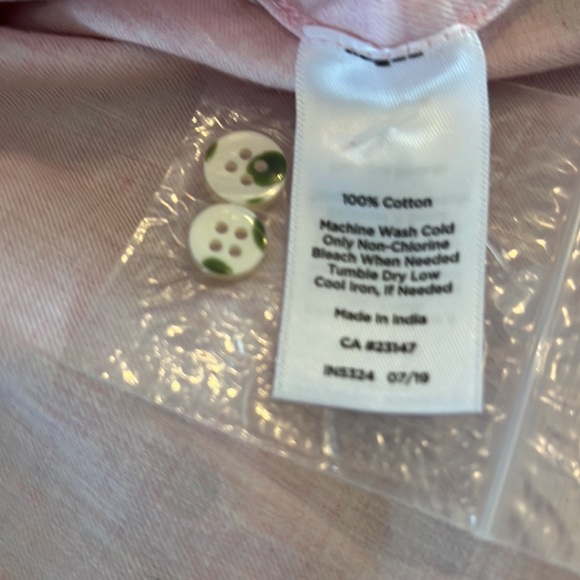 100% Cotton
Machine Wash Cold
Only Non-Chlorine
Bleach When Needed
Tumble Dry Low
Cool Iron, If Needed
Made In India
CA #23147
IN5324 07/19